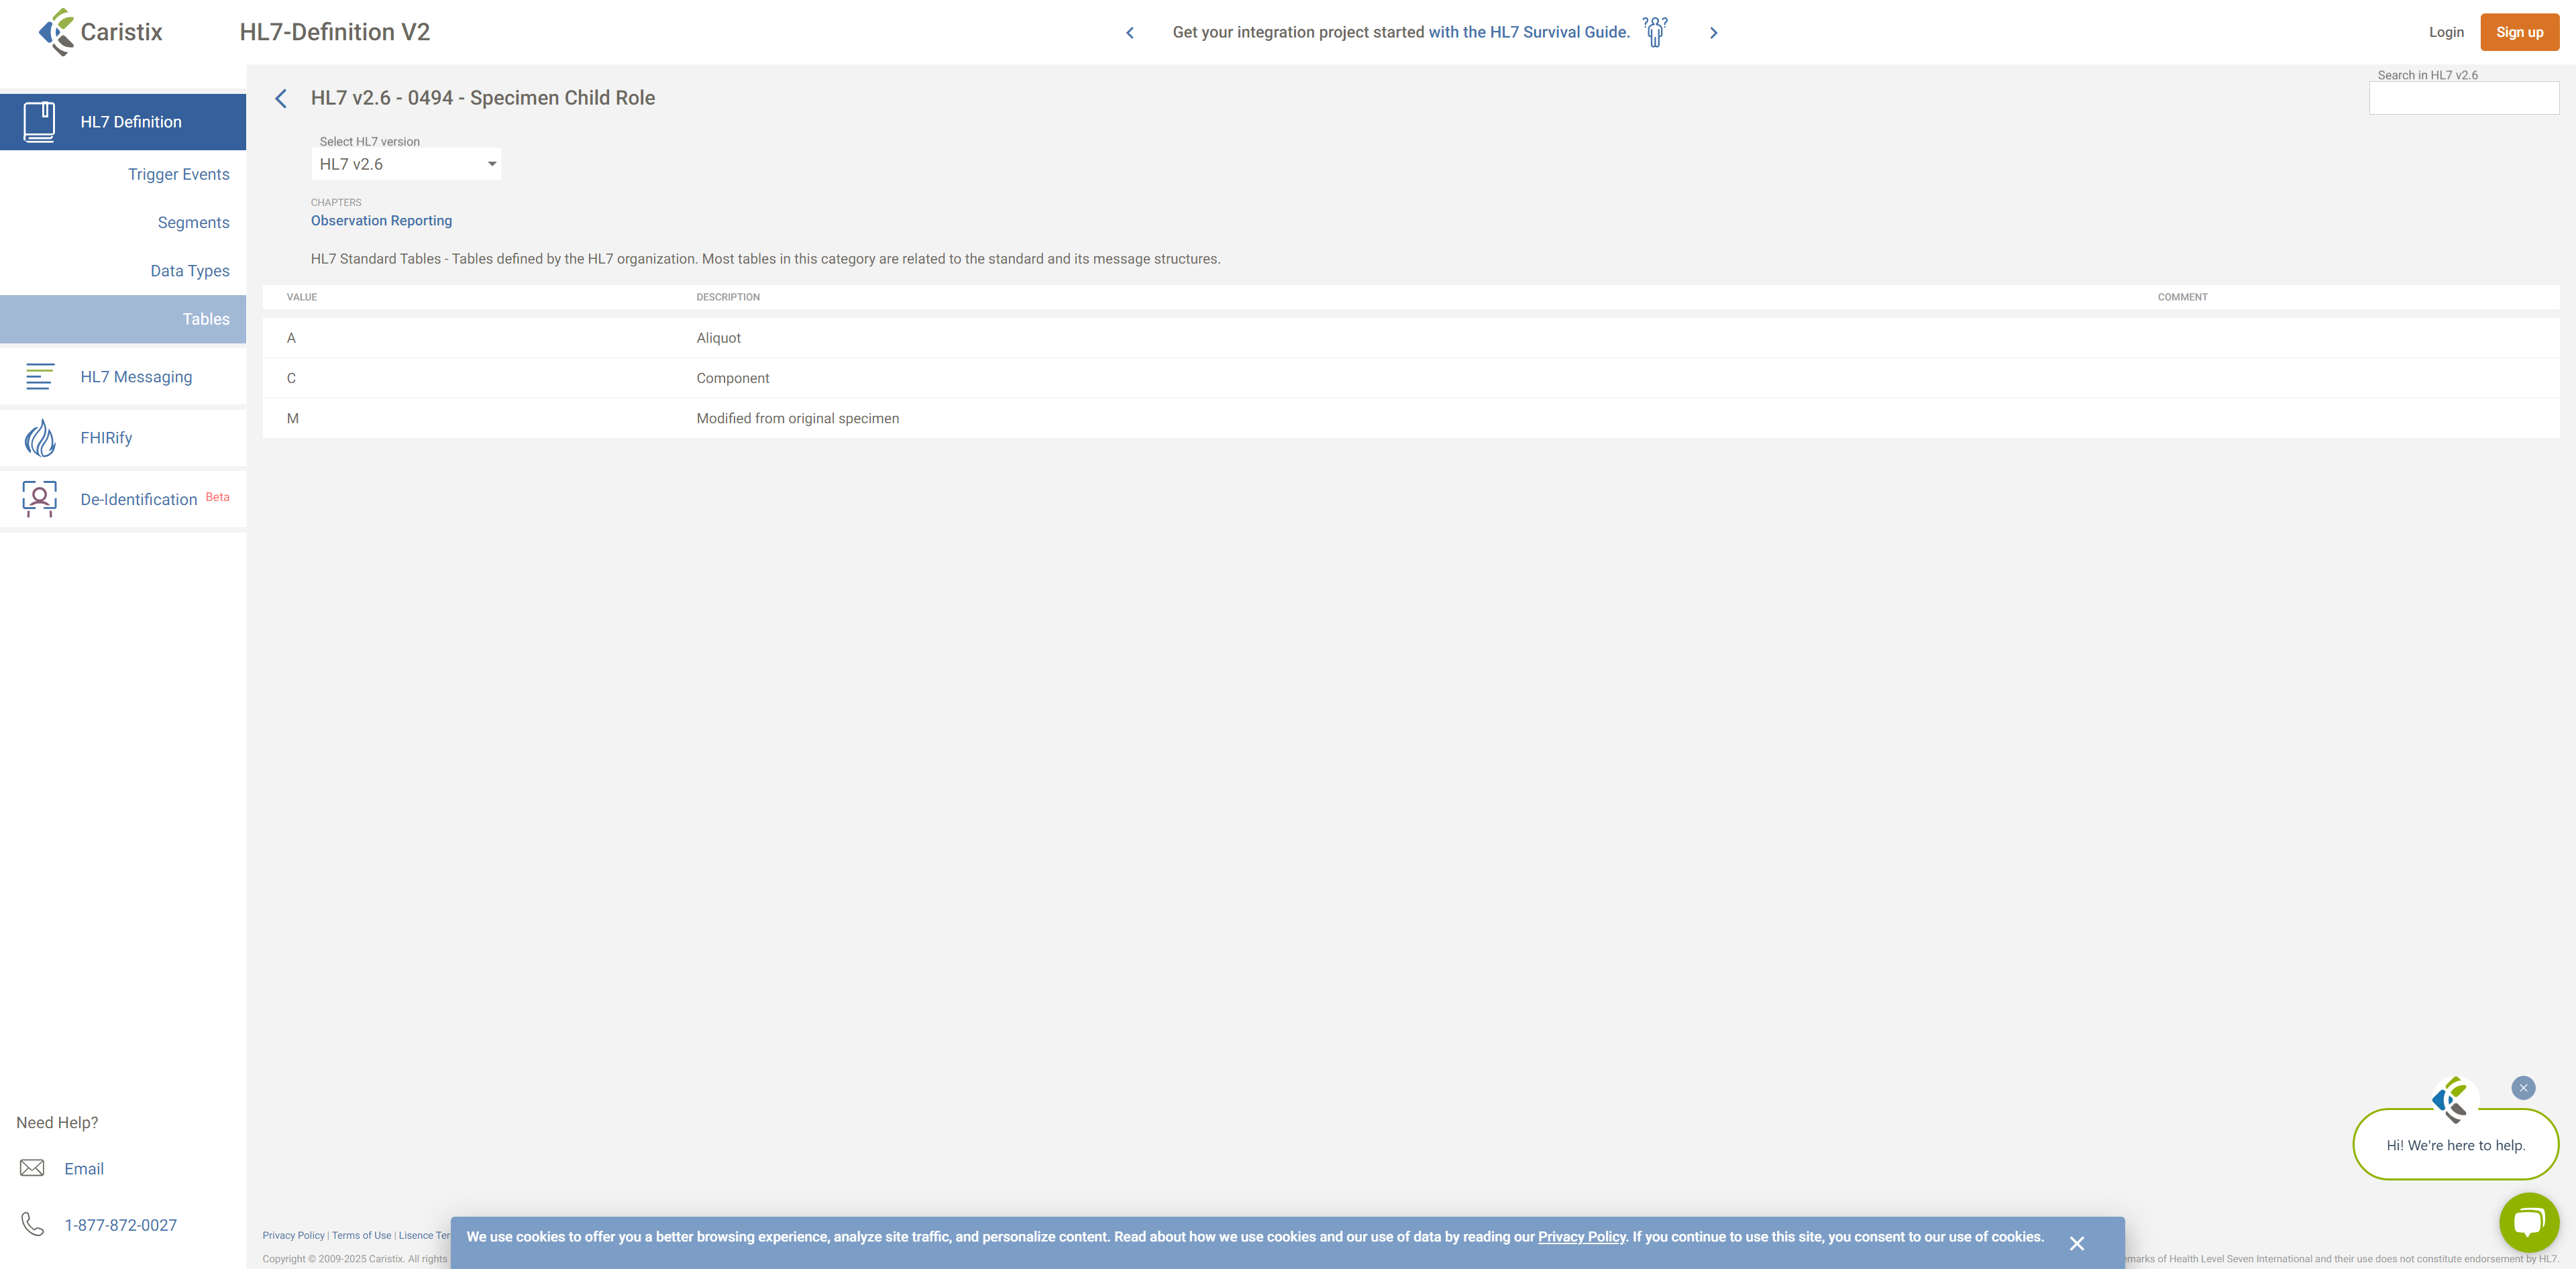 Caristix
HL7-Definition V2
Get your integration project started with the HL7 Survival Guide.
Login
Sign up
HL7 Definition
Trigger Events
Segments
Data Types
Tables
HL7 Messaging
FHIRify
De-Identification Beta
Need Help?
Email
1-877-872-0027
HL7 v2.6 - 0494 - Specimen Child Role
Search in HL7 v2.6
Select HL7 version
HL7 v2.6
CHAPTERS
Observation Reporting
HL7 Standard Tables - Tables defined by the HL7 organization. Most tables in this category are related to the standard and its message structures.
VALUE DESCRIPTION COMMENT
A Aliquot
C Component
M Modified from original specimen
Hi! We're here to help.
Privacy Policy | Terms of Use | Lisence Ter
We use cookies to offer you a better browsing experience, analyze site traffic, and personalize content. Read about how we use cookies and our use of data by reading our Privacy Policy. If you continue to use this site, you consent to our use of cookies.
Copyright © 2009-2025 Caristix. All rights
emarks of Health Level Seven International and their use does not constitute endorsement by HL7.